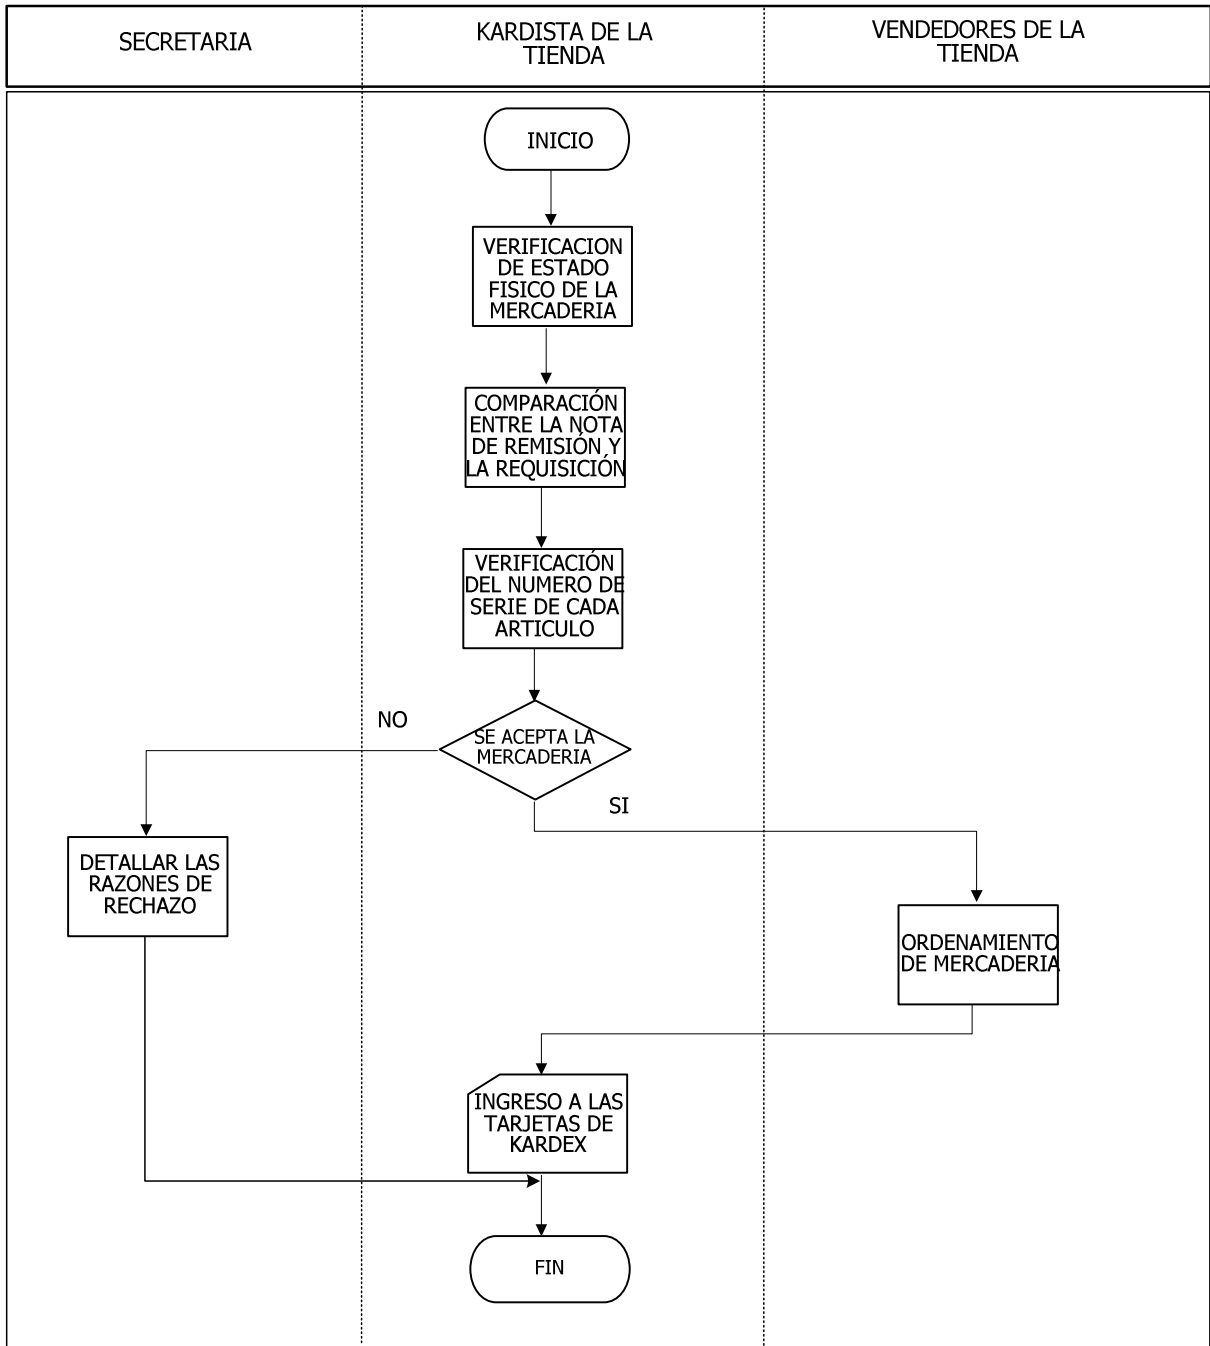 SECRETARIA
KARDISTA DE LA
TIENDA
VENDEDORES DE LA
TIENDA
INICIO
VERIFICACION
DE ESTADO
FISICO DE LA
MERCADERIA
COMPARACIÓN
ENTRE LA NOTA
DE REMISIÓN Y
LA REQUISICIÓN
VERIFICACIÓN
DEL NUMERO DE
SERIE DE CADA
ARTICULO
NO
SE ACEPTA LA
MERCADERIA
SI
DETALLAR LAS
RAZONES DE
RECHAZO
ORDENAMIENTO
DE MERCADERIA
INGRESO A LAS
TARJETAS DE
KARDEX
FIN